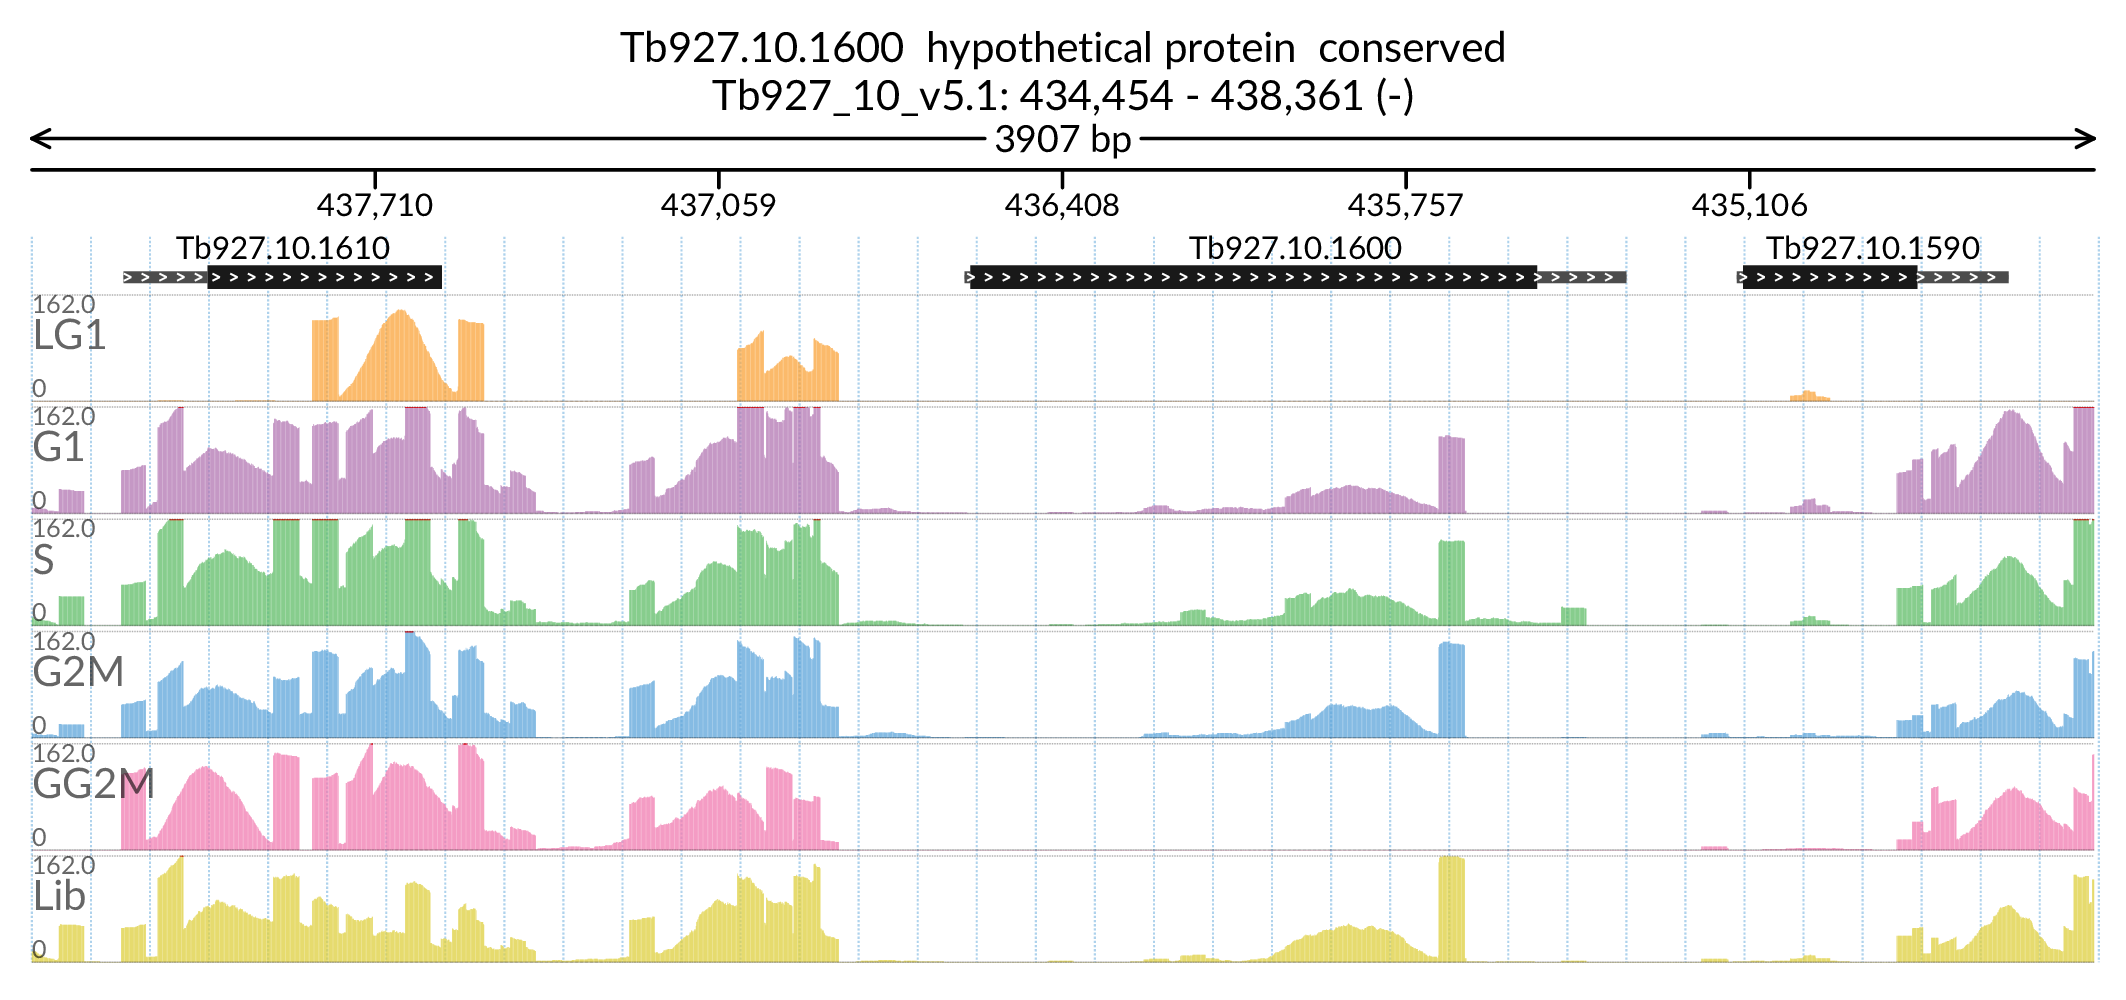 Tb927.10.1600 hypothetical protein conserved
Tb927_10_v5.1: 434,454 - 438,361 (-)
3907 bp
437,710 437,059 436,408 435,757 435,106
Tb927.10.1610 Tb927.10.1600 Tb927.10.1590
162.0
LG1
0
162.0
G1
0
162.0
S
0
162.0
G2M
0
162.0
GG2M
0
162.0
Lib
0